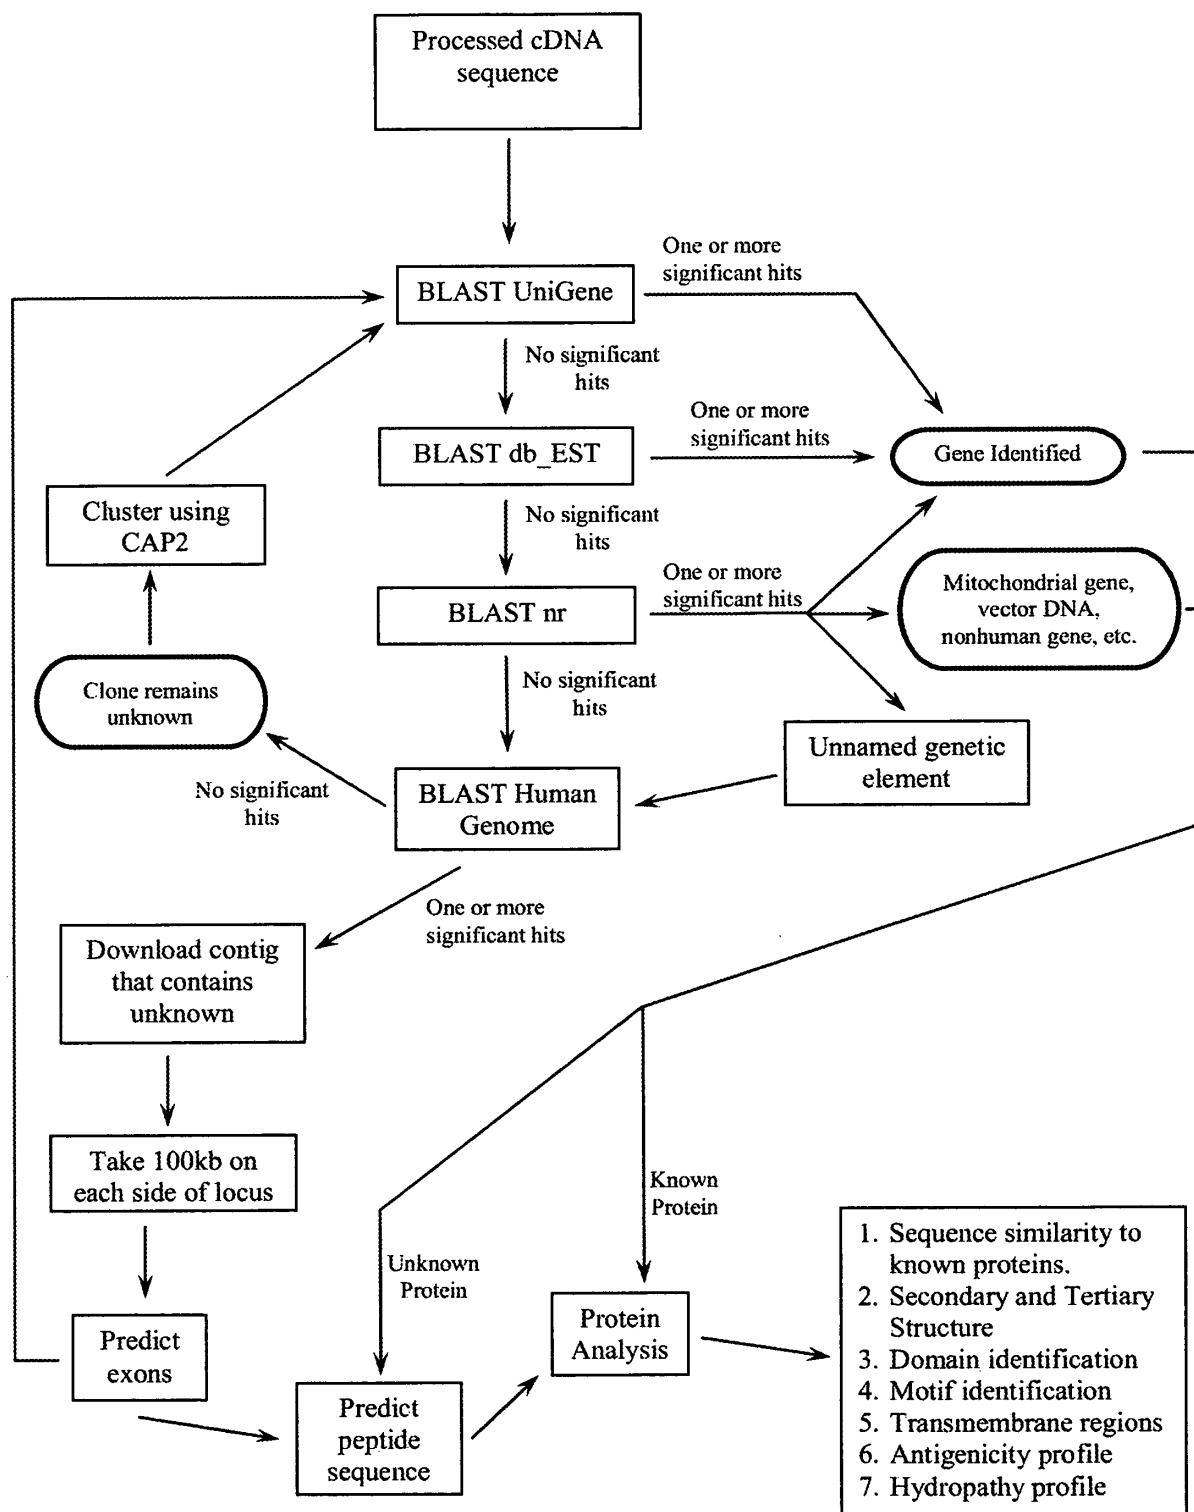 Processed cDNA
sequence
One or more
significant hits
BLAST UniGene
No significant
hits
One or more
significant hits
BLAST db_EST
Gene Identified
Cluster using
CAP2
No significant
hits
One or more
significant hits
BLAST nr
Mitochondrial gene,
vector DNA,
nonhuman gene, etc.
Clone remains
unknown
No significant
hits
Unnamed genetic
element
No significant
hits
BLAST Human
Genome
One or more
significant hits
Download contig
that contains
unknown
Take 100kb on
each side of locus
Known
Protein
Unknown
Protein
Predict
exons
Protein
Analysis
Predict
peptide
sequence
1. Sequence similarity to
known proteins.
2. Secondary and Tertiary
Structure
3. Domain identification
4. Motif identification
5. Transmembrane regions
6. Antigenicity profile
7. Hydropathy profile